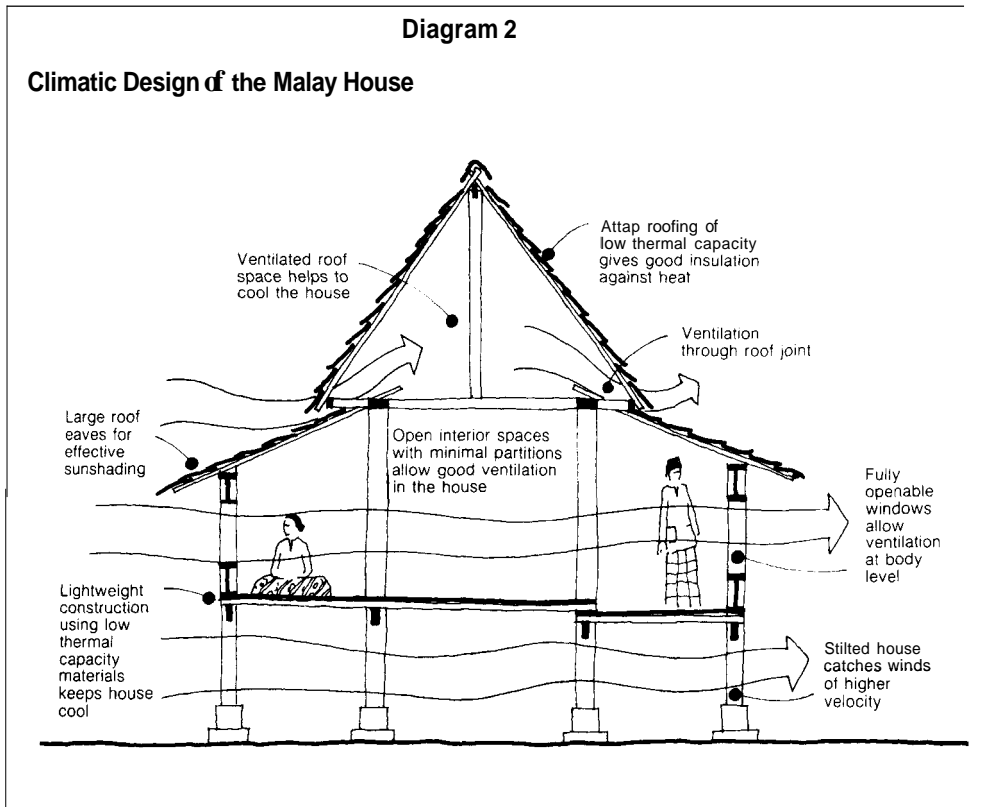 Diagram 2
Climatic Design of the Malay House
Attap roofing of
low thermal capacity
gives good insulation
against heat
Ventilated roof
space helps to
cool the house
Ventilation
through roof joint
Large roof
eaves for
effective
sunshading
Open interior spaces
with minimal partitions
allow good ventilation
in the house
Fully
openable
windows
allow
ventilation
at body
level
Lightweight
construction
using low
thermal
capacity
materials
keeps house
cool
Stilted house
catches winds
of higher
velocity